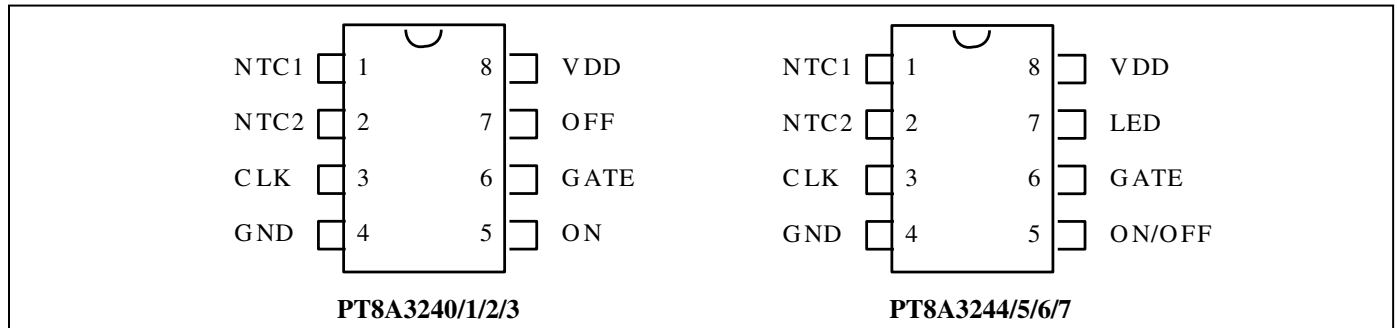 NTC1 1 8 VDD
NTC2 2 7 OFF
CLK 3 6 GATE
GND 4 5 ON
PT8A3240/1/2/3
NTC1 1 8 VDD
NTC2 2 7 LED
CLK 3 6 GATE
GND 4 5 ON/OFF
PT8A3244/5/6/7